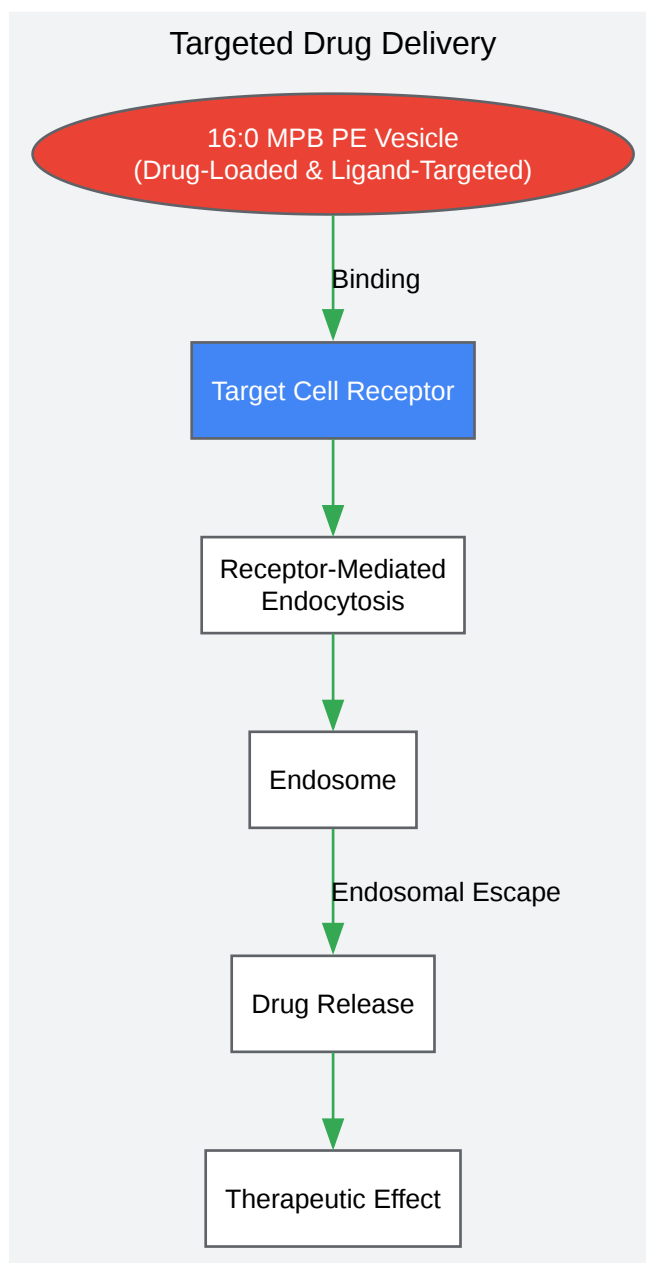 Targeted Drug Delivery
16:0 MPB PE Vesicle
(Drug-Loaded & Ligand-Targeted)
Binding
Target Cell Receptor
Receptor-Mediated
Endocytosis
Endosome
Endosomal Escape
Drug Release
Therapeutic Effect